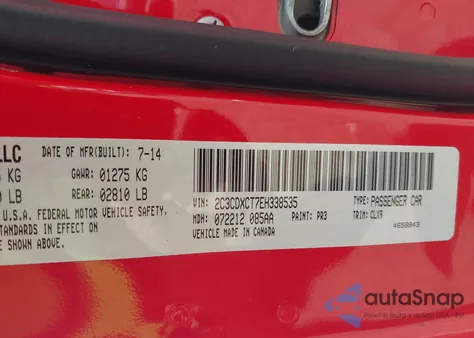 LLC DATE OF MFR(BUILT): 7-14
KG GAWR: 01275 KG
LB REAR: 02810 LB
U.S.A. FEDERAL MOTOR VEHICLE SAFETY,
STANDARDS IN EFFECT ON
SHOWN ABOVE.
VIN: 2C3CDXCT7EH338535 TYPE: PASSENGER CAR
MDH: 072212 085AA PAINT: PR3 TRIM: CLX9
VEHICLE MADE IN CANADA 4658843
autoSnap